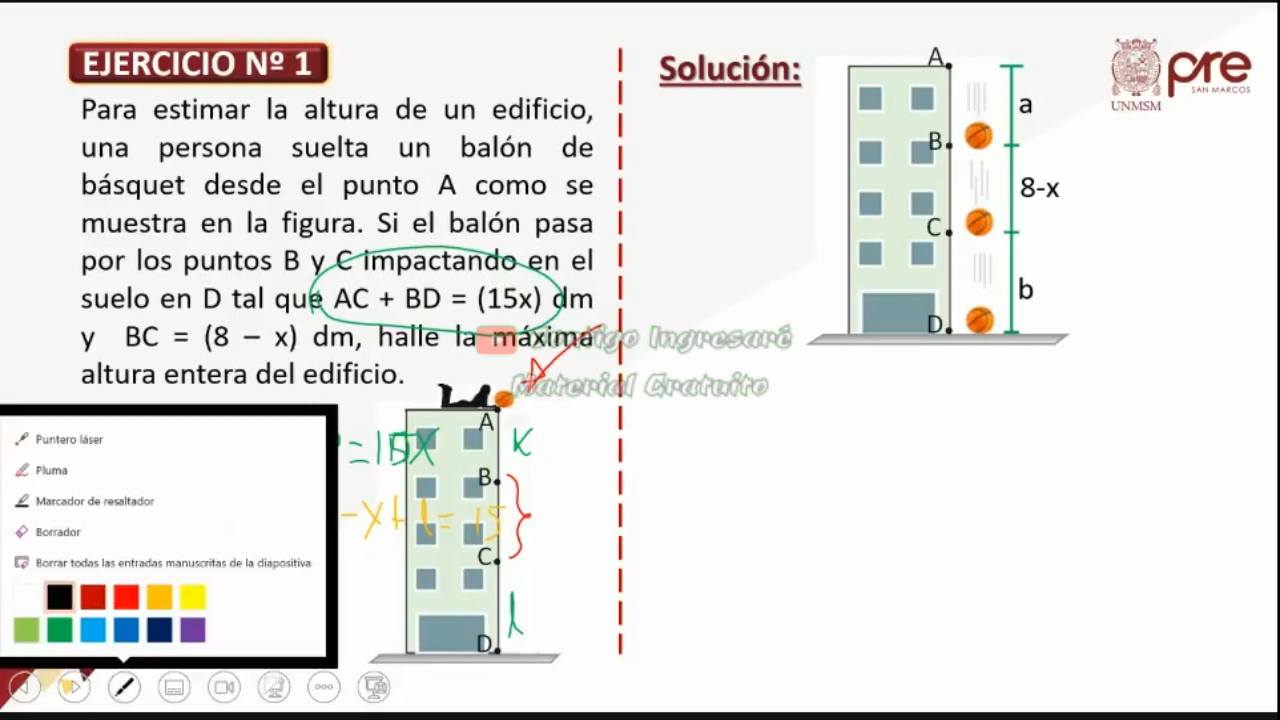 EJERCICIO Nº 1
Para estimar la altura de un edificio,
una persona suelta un balón de
básquet desde el punto A como se
muestra en la figura. Si el balón pasa
por los puntos B y C impactando en el
suelo en D tal que AC + BD = (15x) dm
y BC = (8 – x) dm, halle la máxima
altura entera del edificio.
Solución:
A
B
C
D
a
8-x
b
UNMSM
pre
SAN MARCOS
Contigo Ingresaré
Material Gratuito
A
B
C
D
K
l
=15x
-x+l=15
Puntero láser
Pluma
Marcador de resaltador
Borrador
Borrar todas las entradas manuscritas de la diapositiva